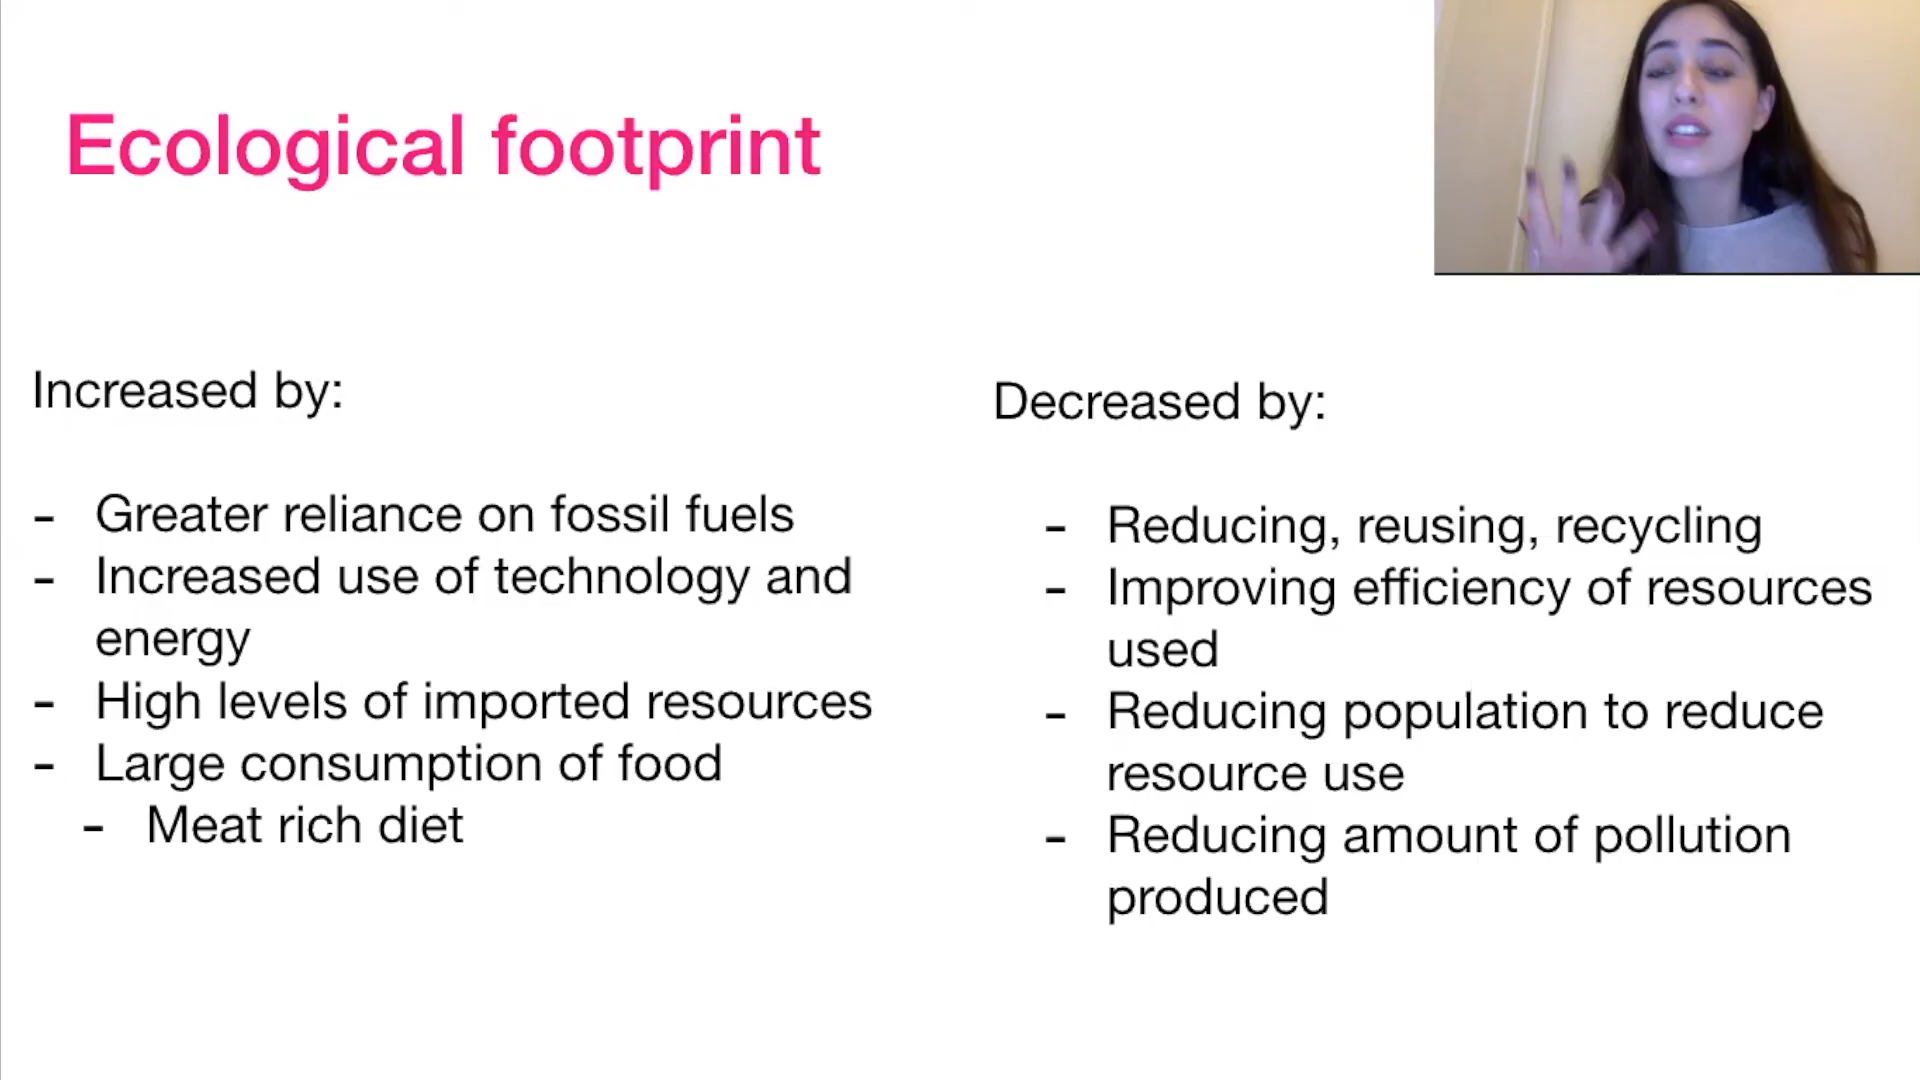 Ecological footprint
Increased by:
- Greater reliance on fossil fuels
- Increased use of technology and
energy
- High levels of imported resources
- Large consumption of food
- Meat rich diet
Decreased by:
- Reducing, reusing, recycling
- Improving efficiency of resources
used
- Reducing population to reduce
resource use
- Reducing amount of pollution
produced